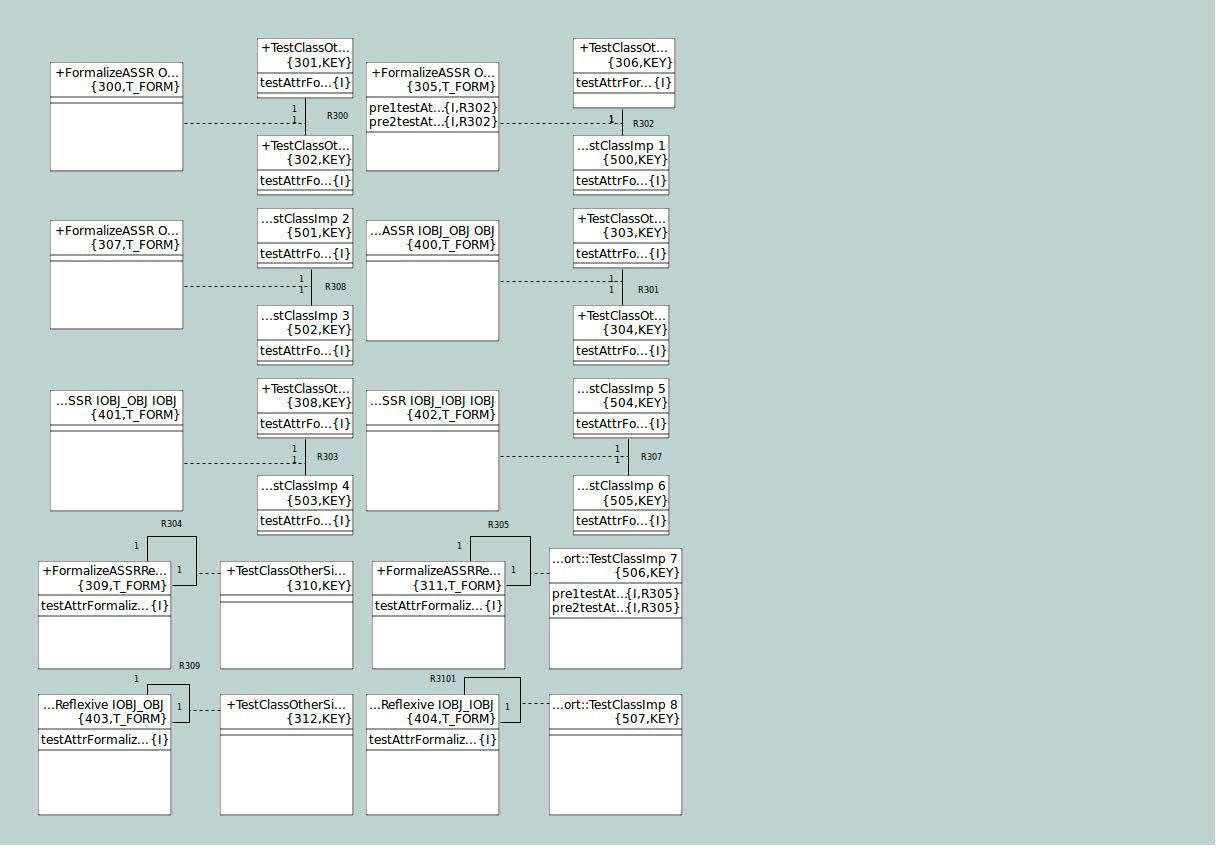 +FormalizeASSR O...
{300,T_FORM}
+TestClassOt...
{301,KEY}
testAttrFo...{I}
1
1
R300
+TestClassOt...
{302,KEY}
testAttrFo...{I}
+FormalizeASSR O...
{305,T_FORM}
pre1testAt...{I,R302}
pre2testAt...{I,R302}
+TestClassOt...
{306,KEY}
testAttrFor...{I}
1
R302
...stClassImp 1
{500,KEY}
testAttrFo...{I}
+FormalizeASSR O...
{307,T_FORM}
...stClassImp 2
{501,KEY}
testAttrFo...{I}
1
1
R308
...stClassImp 3
{502,KEY}
testAttrFo...{I}
...ASSR IOBJ_OBJ OBJ
{400,T_FORM}
+TestClassOt...
{303,KEY}
testAttrFo...{I}
1
1
R301
+TestClassOt...
{304,KEY}
testAttrFo...{I}
...SSR IOBJ_OBJ IOBJ
{401,T_FORM}
+TestClassOt...
{308,KEY}
testAttrFo...{I}
1
1
R303
...stClassImp 4
{503,KEY}
testAttrFo...{I}
...SSR IOBJ_IOBJ IOBJ
{402,T_FORM}
...stClassImp 5
{504,KEY}
testAttrFo...{I}
1
1
R307
...stClassImp 6
{505,KEY}
testAttrFo...{I}
R304
1
1
+FormalizeASSRRe...
{309,T_FORM}
testAttrFormaliz...{I}
+TestClassOtherSi...
{310,KEY}
R305
1
1
+FormalizeASSRRe...
{311,T_FORM}
testAttrFormaliz...{I}
...ort::TestClassImp 7
{506,KEY}
pre1testAt...{I,R305}
pre2testAt...{I,R305}
R309
1
1
...Reflexive IOBJ_OBJ
{403,T_FORM}
testAttrFormaliz...{I}
+TestClassOtherSi...
{312,KEY}
R3101
1
...Reflexive IOBJ_IOBJ
{404,T_FORM}
testAttrFormaliz...{I}
...ort::TestClassImp 8
{507,KEY}